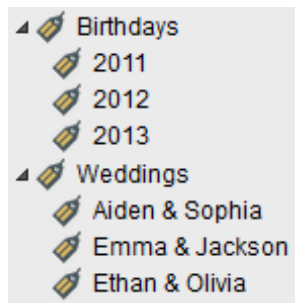 Birthdays
2011
2012
2013
Weddings
Aiden & Sophia
Emma & Jackson
Ethan & Olivia